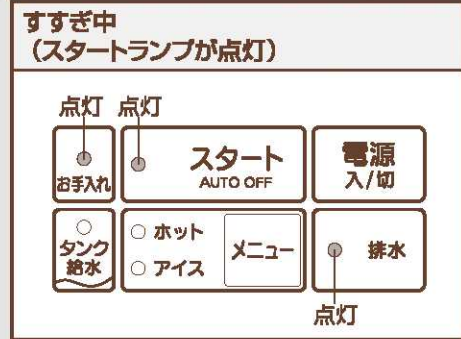 すすぎ中
（スタートランプが点灯）
点灯 点灯
お手入れ
スタート
AUTO OFF
電源
入/切
タンク
給水
ホット
アイス
メニュー
排水
点灯